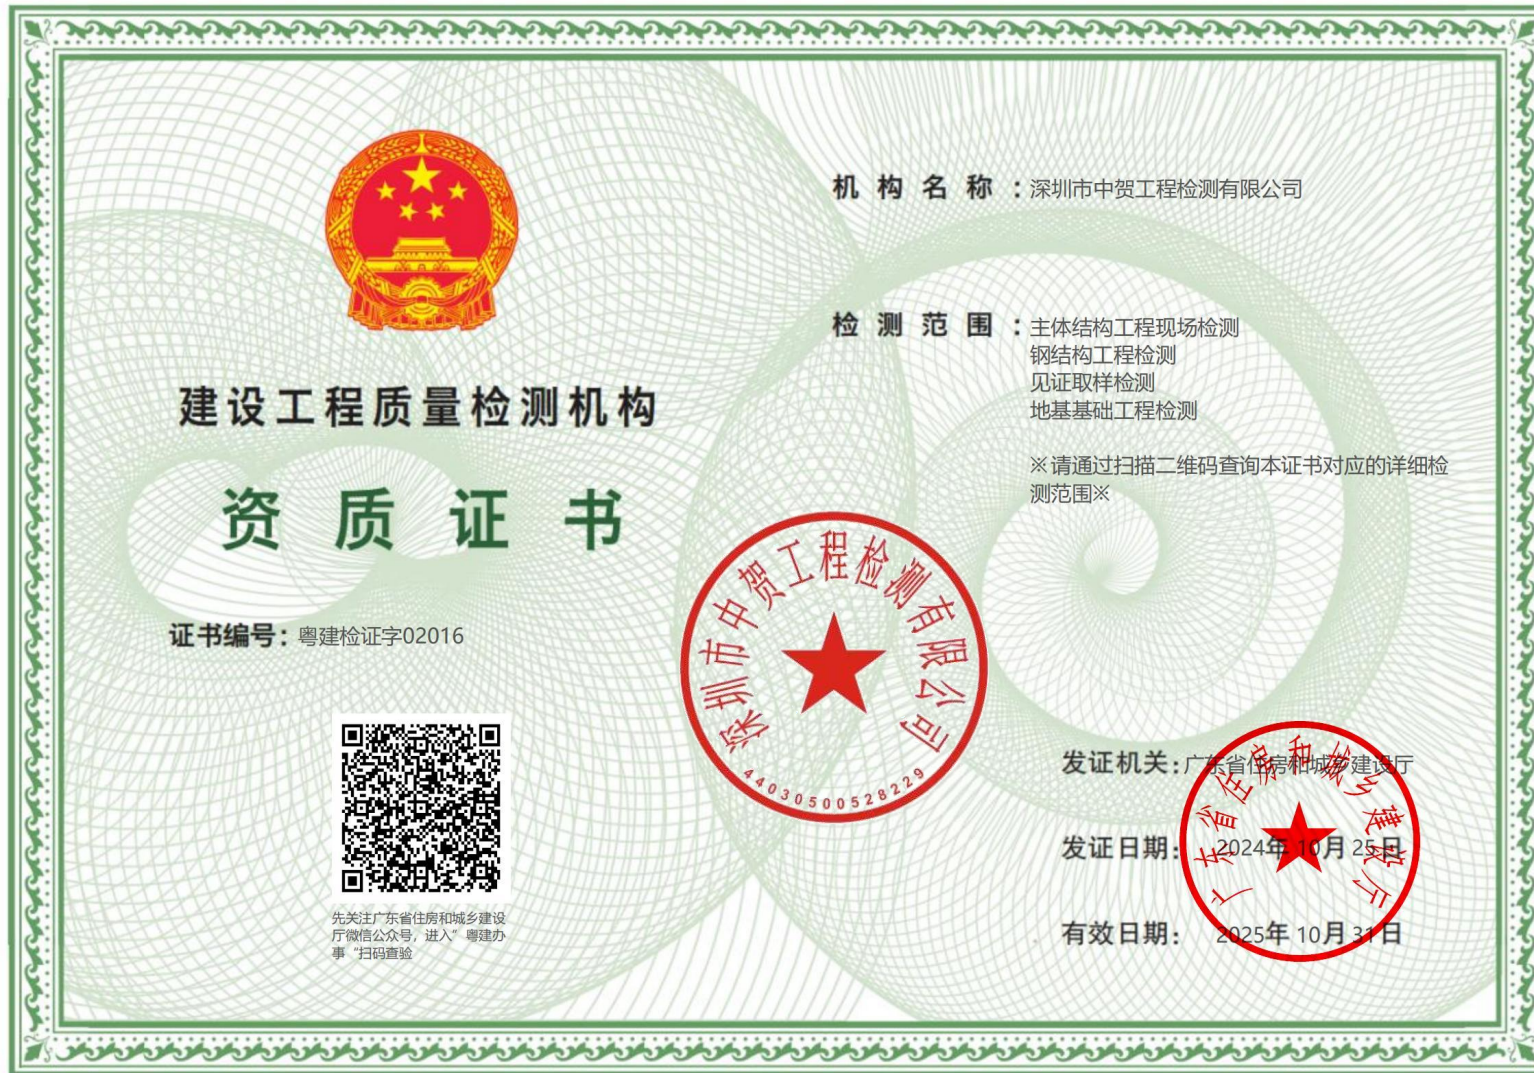 建设工程质量检测机构
资质证书
证书编号：粤建检证字02016
先关注广东省住房和城乡建设
厅微信公众号，进入”粤建办
事“扫码查验
机构名称：深圳市中贺工程检测有限公司
检测范围：主体结构工程现场检测
钢结构工程检测
见证取样检测
地基基础工程检测
※请通过扫描二维码查询本证书对应的详细检
测范围※
深圳市中贺工程检测有限公司
4403050052 8229
发证机关：广东省住房和城乡建设厅
发证日期：2024年10月25日
有效日期：2025年10月31日
广东省住房和城乡建设厅